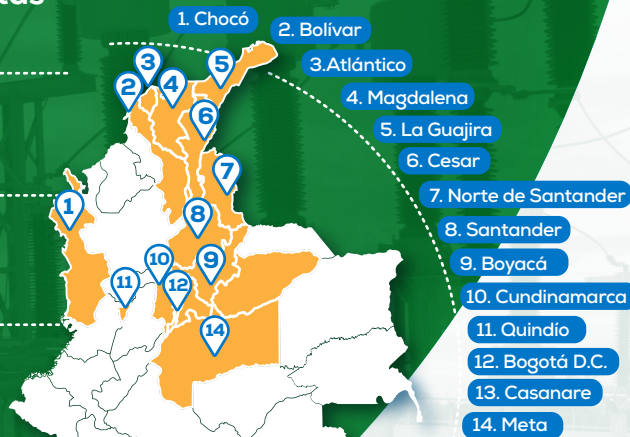 1. Chocó
2. Bolívar
3.Atlántico
4. Magdalena
5. La Guajira
6. Cesar
7. Norte de Santander
8. Santander
9. Boyacá
10. Cundinamarca
11. Quindío
12. Bogotá D.C.
13. Casanare
14. Meta
3
2
4
5
6
7
1
8
10
9
11
12
14